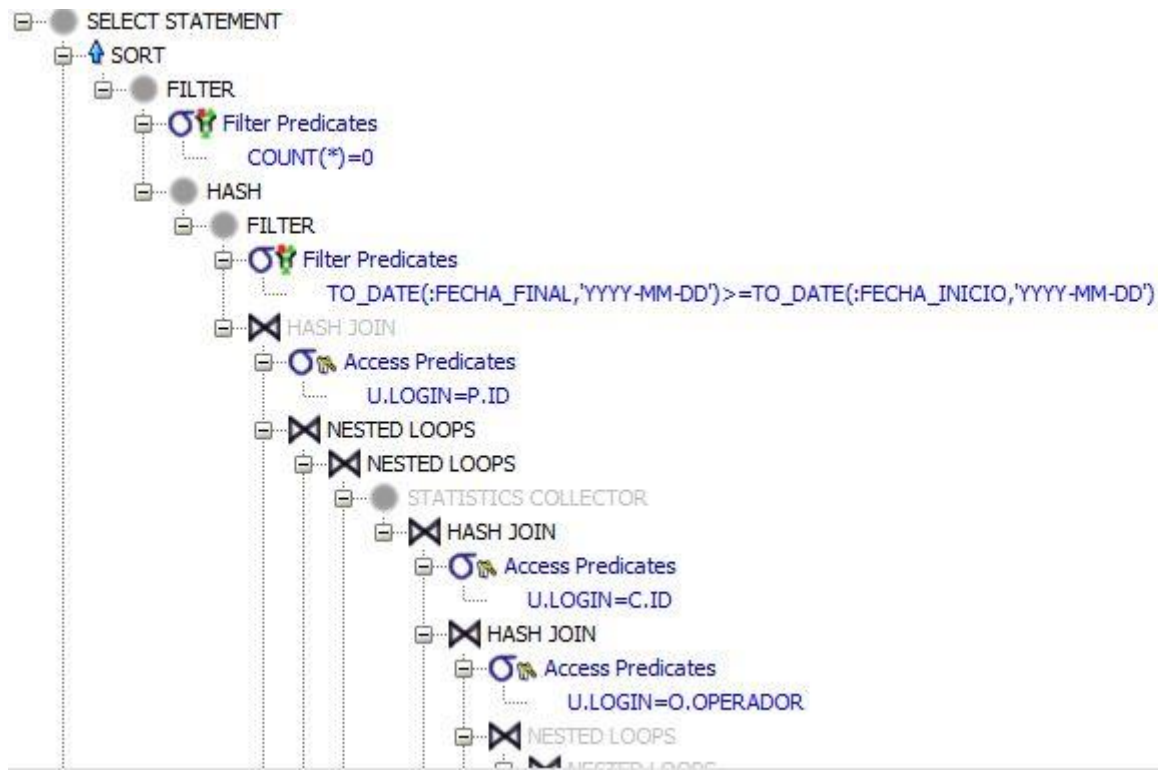 SELECT STATEMENT
SORT
FILTER
Filter Predicates
COUNT(*)=0
HASH
FILTER
Filter Predicates
TO_DATE(:FECHA_FINAL,'YYYY-MM-DD')>=TO_DATE(:FECHA_INICIO,'YYYY-MM-DD')
HASH JOIN
Access Predicates
U.LOGIN=P.ID
NESTED LOOPS
NESTED LOOPS
STATISTICS COLLECTOR
HASH JOIN
Access Predicates
U.LOGIN=C.ID
HASH JOIN
Access Predicates
U.LOGIN=O.OPERADOR
NESTED LOOPS
NESTED LOOPS